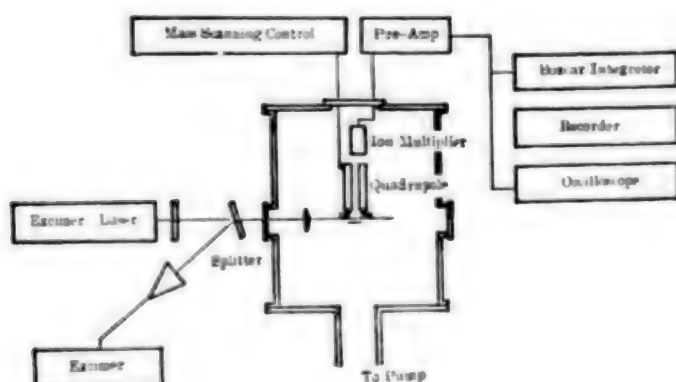 Mass Scanning Control
Pre-Amp
Boxcar Integrator
Recorder
Oscilloscope
Ion Multiplier
Quadrupole
Excimer Laser
Splitter
Excimer
To Pump